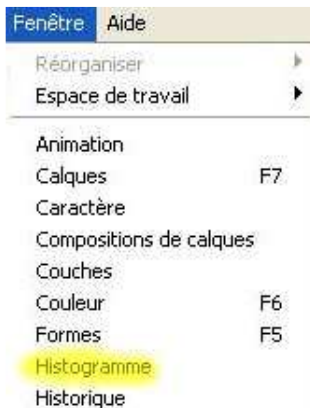 Fenêtre Aide
Réorganiser
Espace de travail
Animation
Calques F7
Caractère
Compositions de calques
Couches
Couleur F6
Formes F5
Histogramme
Historique